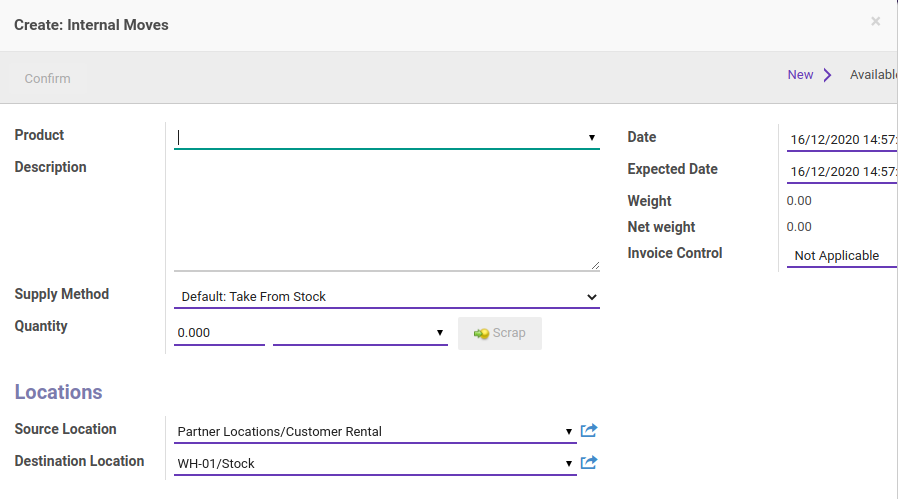 Create: Internal Moves
×
Confirm
New
Available
Product
Description
Supply Method
Default: Take From Stock
Quantity
0.000
Scrap
Date
16/12/2020 14:57:
Expected Date
16/12/2020 14:57:
Weight
0.00
Net weight
0.00
Invoice Control
Not Applicable
Locations
Source Location
Partner Locations/Customer Rental
Destination Location
WH-01/Stock